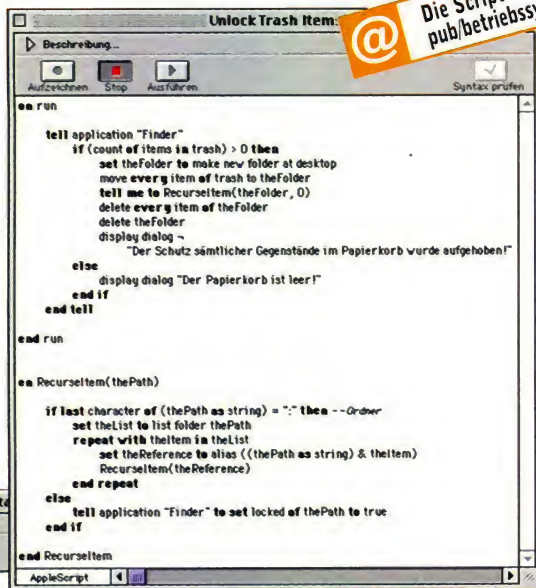 Unlock Trash Item
@
Die Script
pub/betriebssy
Beschreibung...
Aufzeichnen Stop Ausführen Syntax prüfen
on run
tell application "Finder"
if (count of items in trash) > 0 then
set theFolder to make new folder at desktop
move every item of trash to theFolder
tell me to RecurseItem(theFolder, 0)
delete every item of theFolder
delete theFolder
display dialog ¬
"Der Schutz sämtlicher Gegenstände im Papierkorb wurde aufgehoben!"
else
display dialog "Der Papierkorb ist leer!"
end if
end tell
end run
on RecurseItem(thePath)
if last character of (thePath as string) = ":" then --Ordner
set theList to list folder thePath
repeat with theItem in theList
set theReference to alias ((thePath as string) & theItem)
RecurseItem(theReference)
end repeat
else
tell application "Finder" to set locked of thePath to true
end if
end RecurseItem
AppleScript